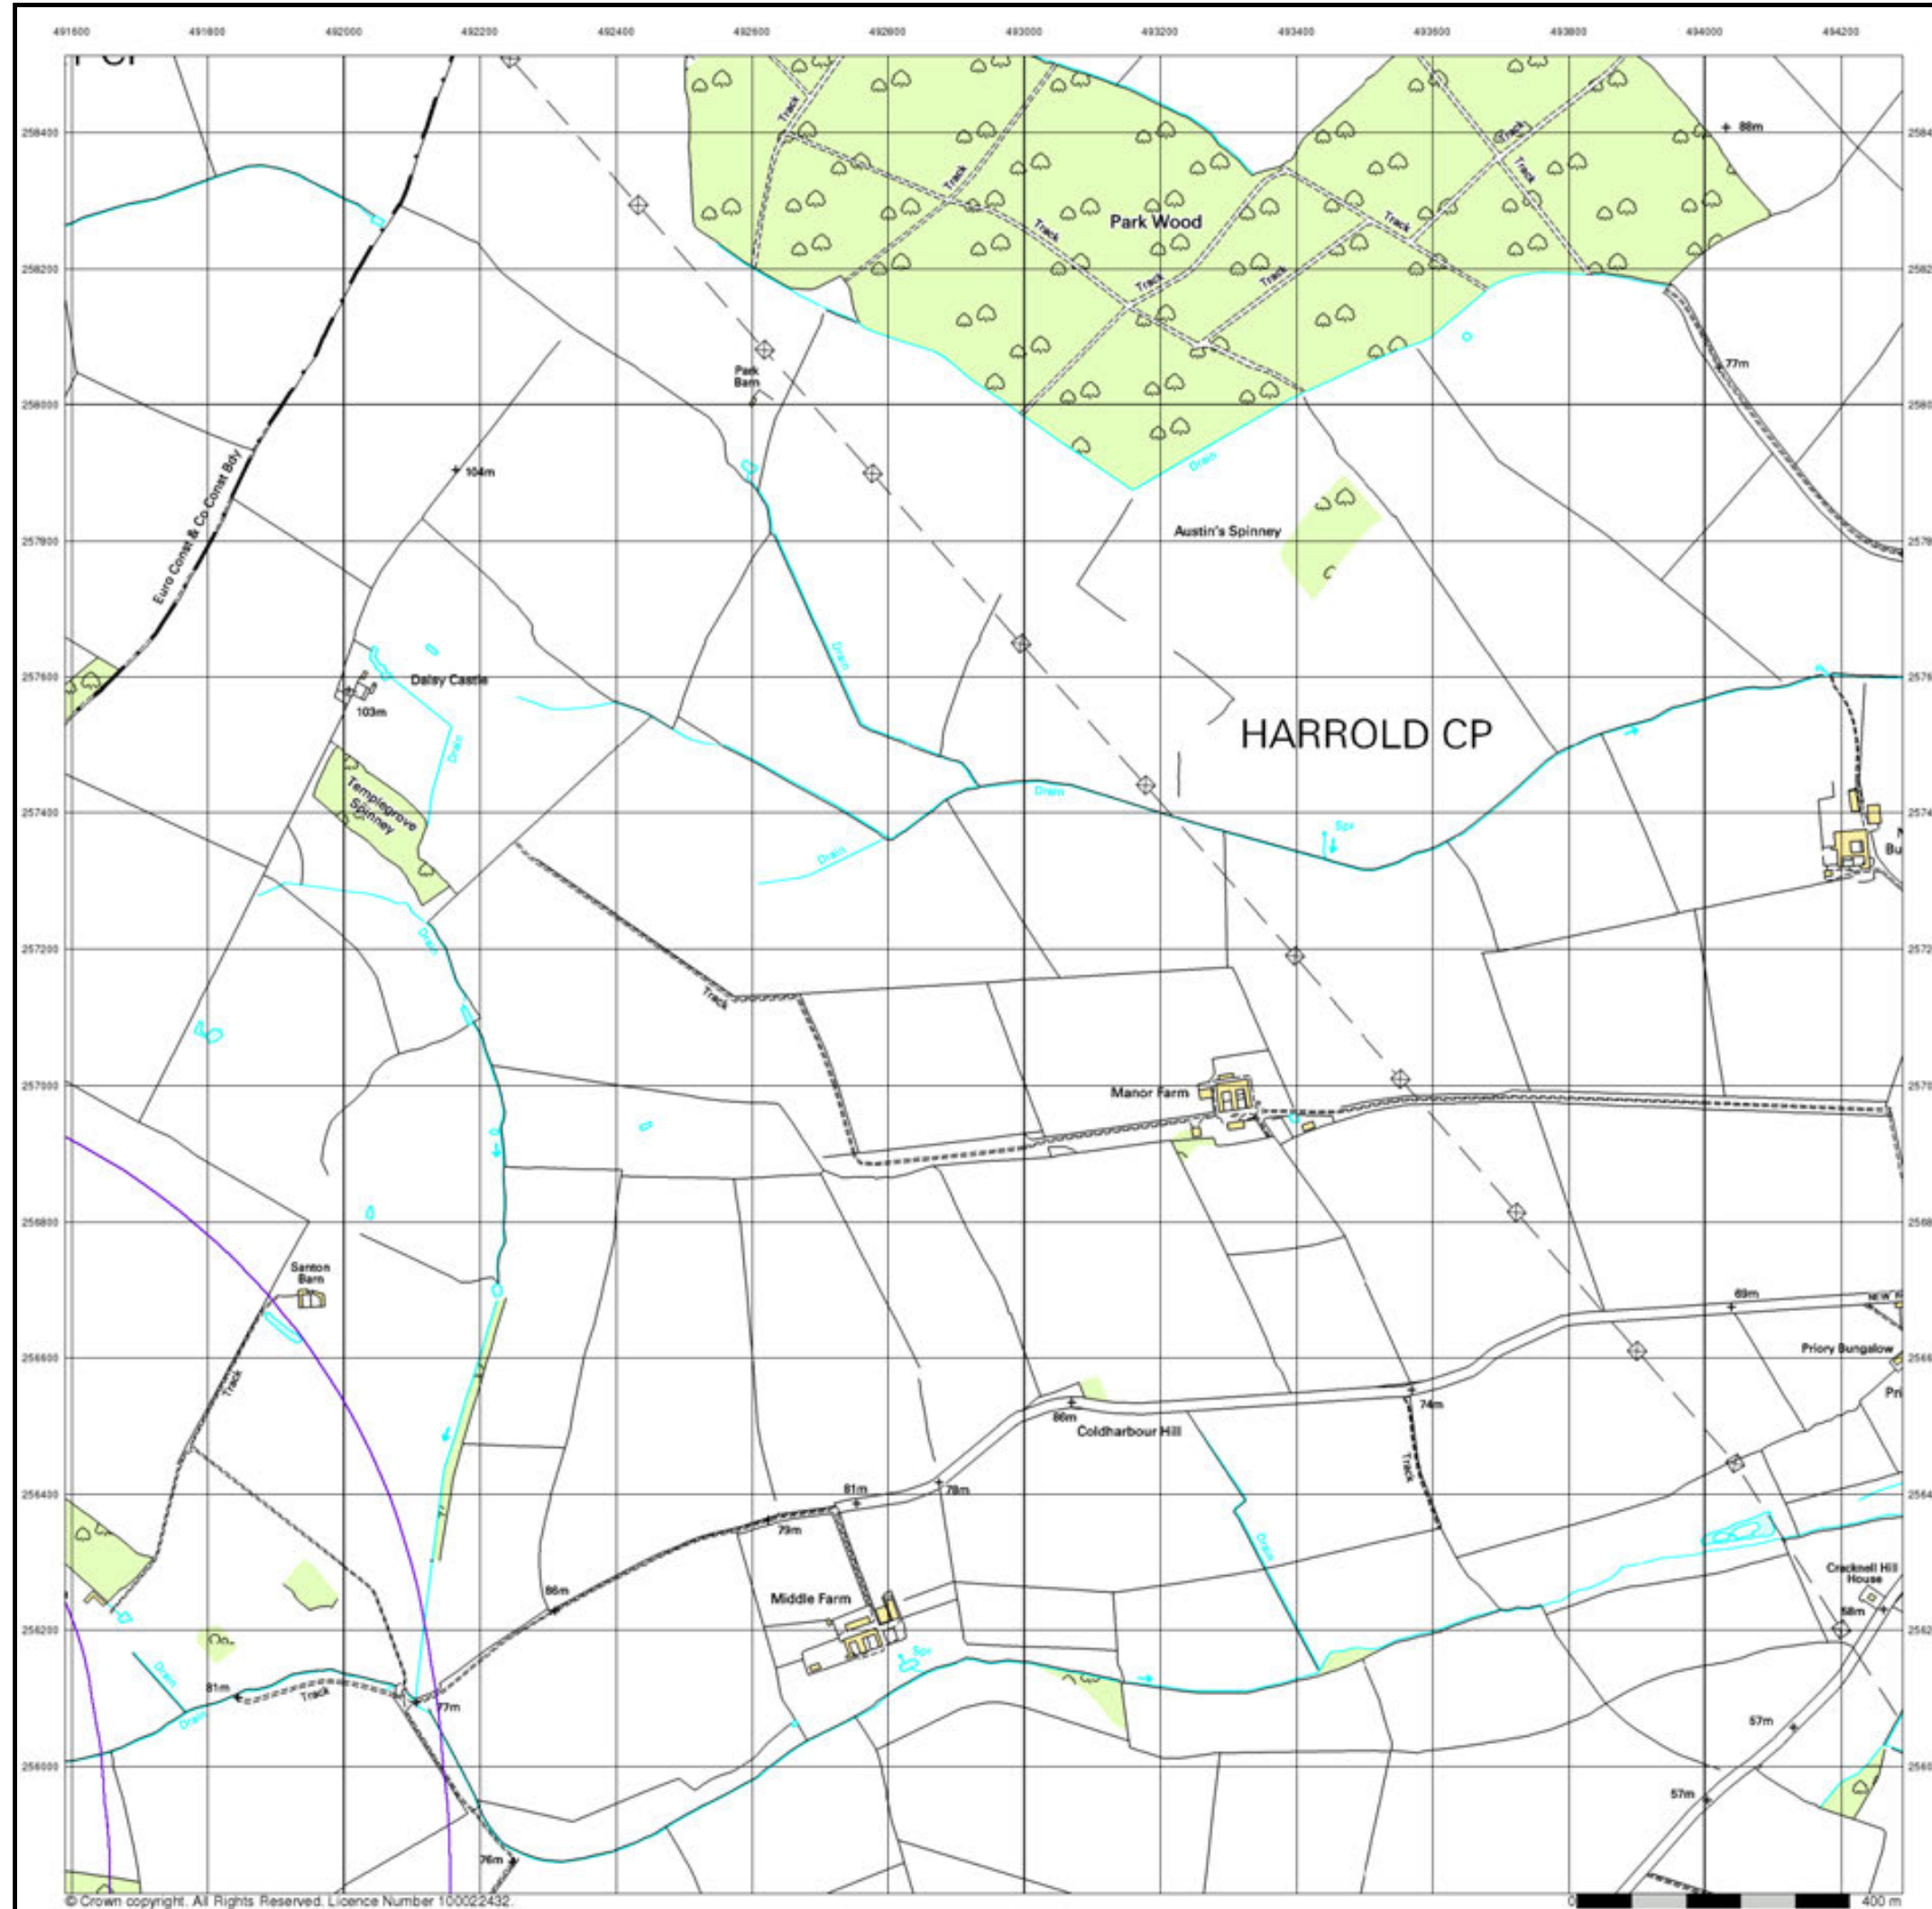 491600 491800 492000 492200 492400 492600 492800 493000 493200 493400 493600 493800 494000 494200
258400
Track
Track
Track
88m
Track
Track
Track
Park Wood
Track
Track
Track
258200
258000
Park
Barn
77m
104m
Drain
Euro Const & Co Const Bdy
257800
Austin's Spinney
257600
Daisy Castle
103m
Drain
Drain
HARROLD CP
257400
Templegrove
Spinney
Drain
Drain
Spr
257200
Drain
Track
257000
Manor Farm
256800
Santon
Barn
69m
256600
Track
Priory Bungalow
86m
Coldharbour Hill
74m
Track
256400
81m
78m
79m
Drain
86m
Middle Farm
Cracknell Hill
House
58m
256200
Spr
Drain
81m
Track
77m
Drain
57m
256000
57m
76m
© Crown copyright. All Rights Reserved. Licence Number 100022432.
0 400 m